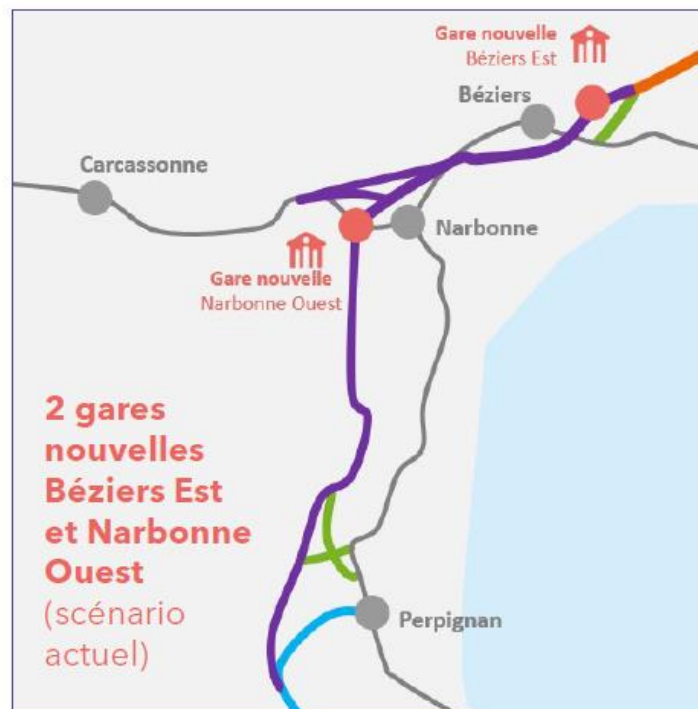 Gare nouvelle
Béziers Est
Béziers
Carcassonne
Narbonne
Gare nouvelle
Narbonne Ouest
2 gares
nouvelles
Béziers Est
et Narbonne
Ouest
(scénario
actuel)
Perpignan